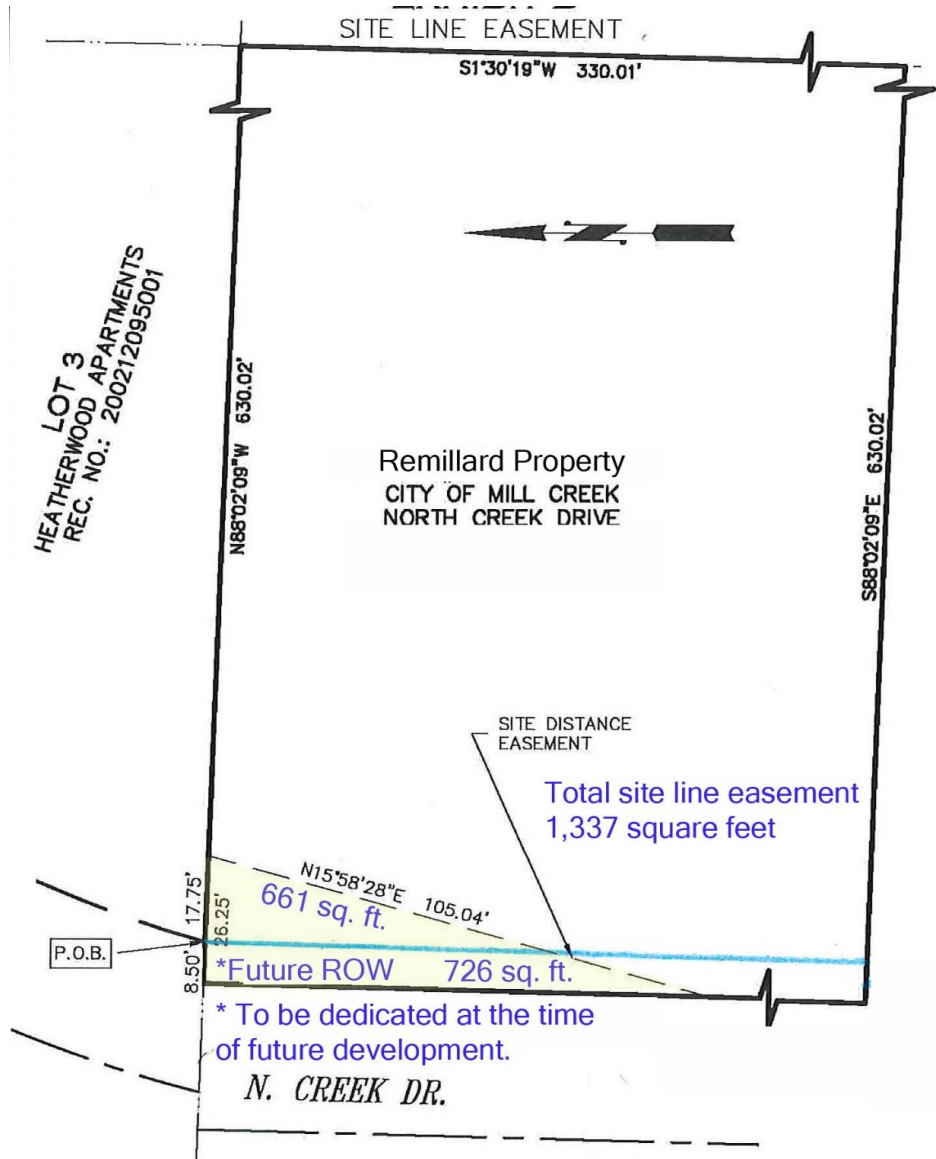 SITE LINE EASEMENT
S1°30'19"W 330.01'
LOT 3
HEATHERWOOD APARTMENTS
REC. NO.: 200212095001
N88°02'09"W 630.02'
Remillard Property
CITY OF MILL CREEK
NORTH CREEK DRIVE
S88°02'09"E 630.02'
SITE DISTANCE
EASEMENT
Total site line easement
1,337 square feet
N15°58'28"E 105.04'
661 sq. ft.
17.75'
26.25'
P.O.B.
8.50'
*Future ROW 726 sq. ft.
* To be dedicated at the time
of future development.
N. CREEK DR.